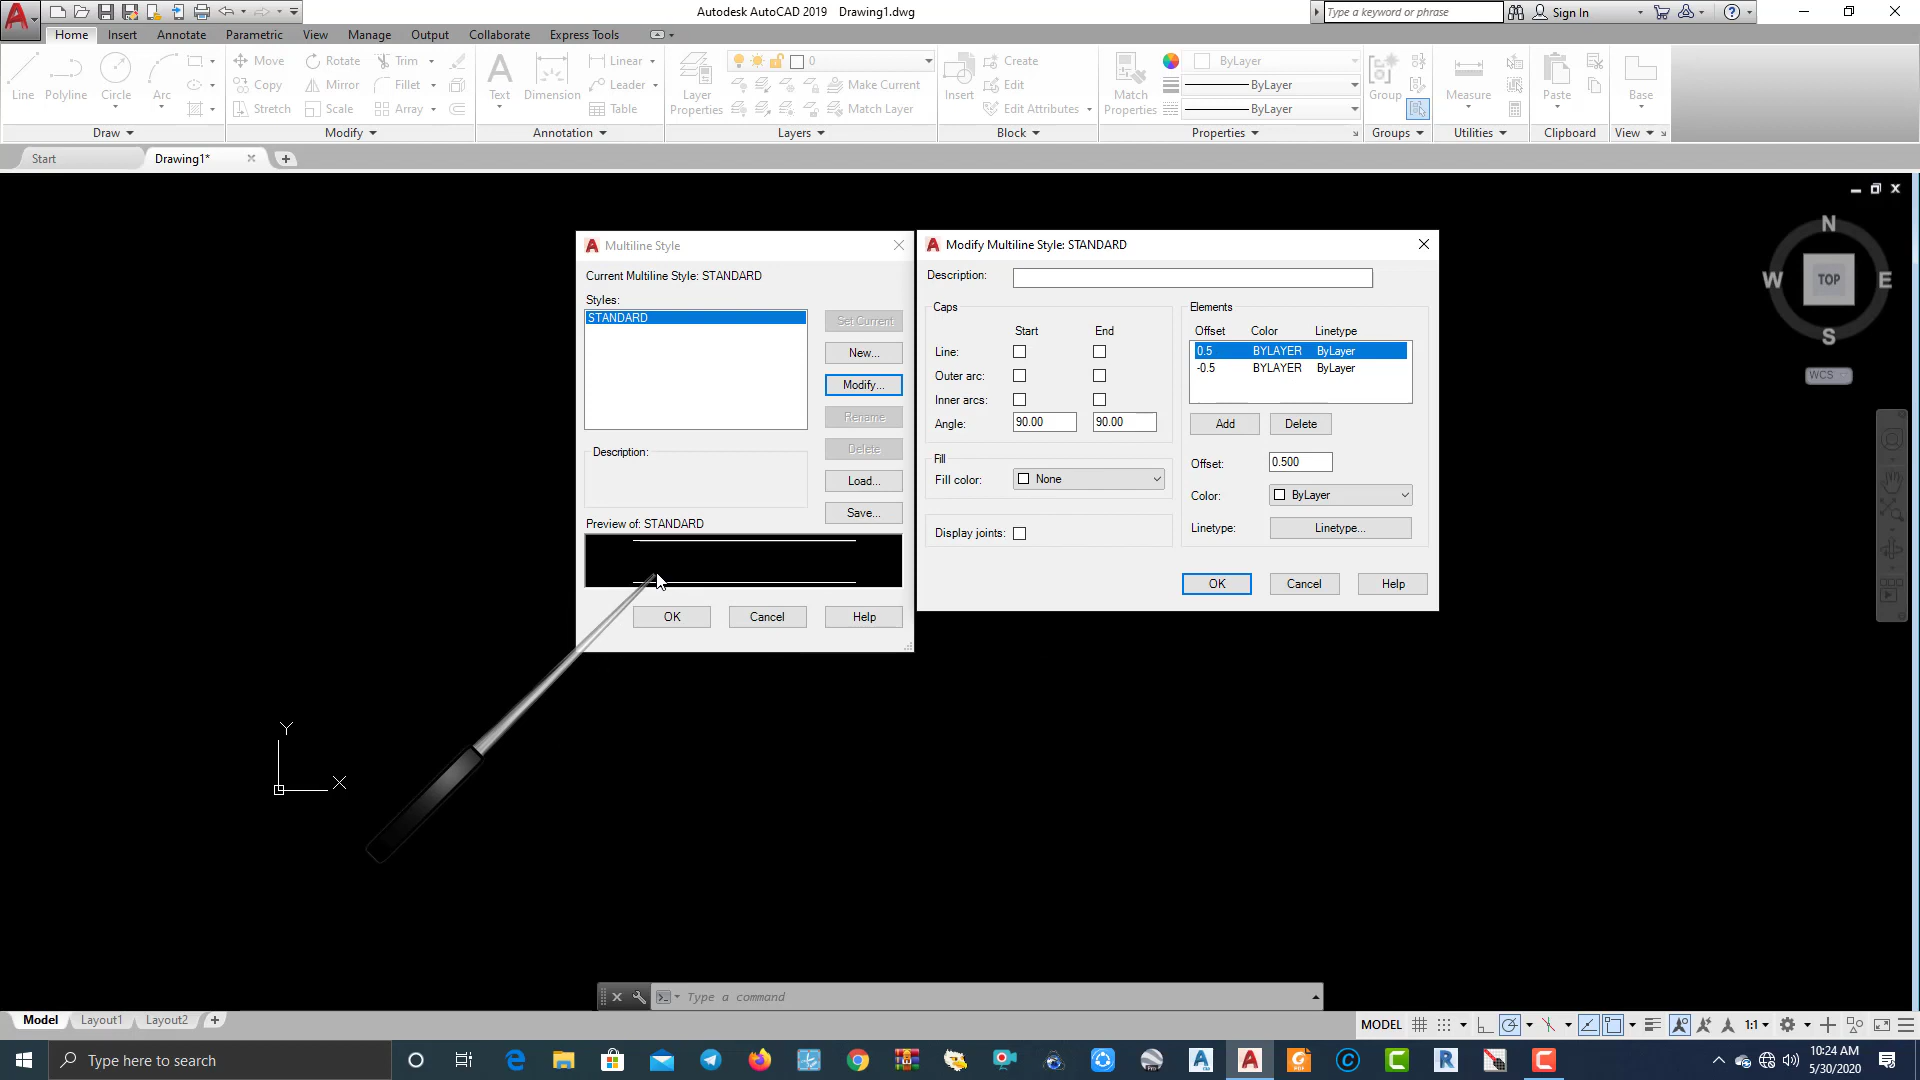 Autodesk AutoCAD 2019 Drawing1.dwg
Type a keyword or phrase
Sign In
Home Insert Annotate Parametric View Manage Output Collaborate Express Tools
Line Polyline Circle Arc
Move Rotate Trim
Copy Mirror Fillet
Stretch Scale Array
Text Dimension
Linear
Leader
Table
Layer Properties
0
Make Current
Match Layer
Insert
Create
Edit
Edit Attributes
Match Properties
ByLayer
ByLayer
ByLayer
Group
Measure
Paste
Base
Draw Modify Annotation Layers Block Properties Groups Utilities Clipboard View
Start Drawing1*
N
W TOP E
S
WCS
Multiline Style
Current Multiline Style: STANDARD
Styles:
STANDARD
Set Current
New...
Modify...
Rename
Delete
Load...
Save...
Description:
Preview of: STANDARD
OK Cancel Help
Modify Multiline Style: STANDARD
Description:
Caps
Start End
Line:
Outer arc:
Inner arcs:
Angle: 90.00 90.00
Fill
Fill color: None
Display joints:
Elements
Offset Color Linetype
0.5 BYLAYER ByLayer
-0.5 BYLAYER ByLayer
Add Delete
Offset: 0.500
Color: ByLayer
Linetype: Linetype...
OK Cancel Help
Y
X
Type a command
Model Layout1 Layout2
MODEL 1:1
Type here to search
10:24 AM
5/30/2020